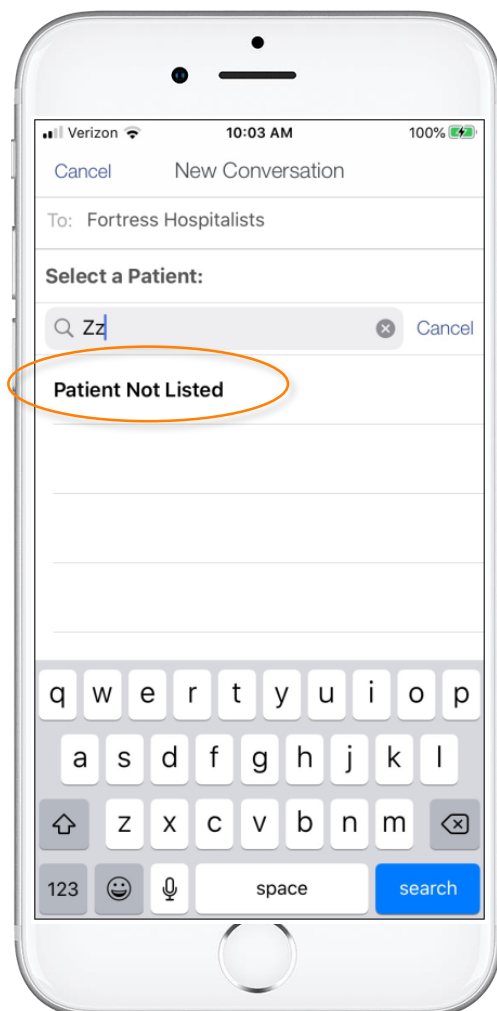 Verizon 10:03 AM 100%
Cancel New Conversation
To: Fortress Hospitalists
Select a Patient:
Zz Cancel
Patient Not Listed
q w e r t y u i o p
a s d f g h j k l
z x c v b n m
123 space search